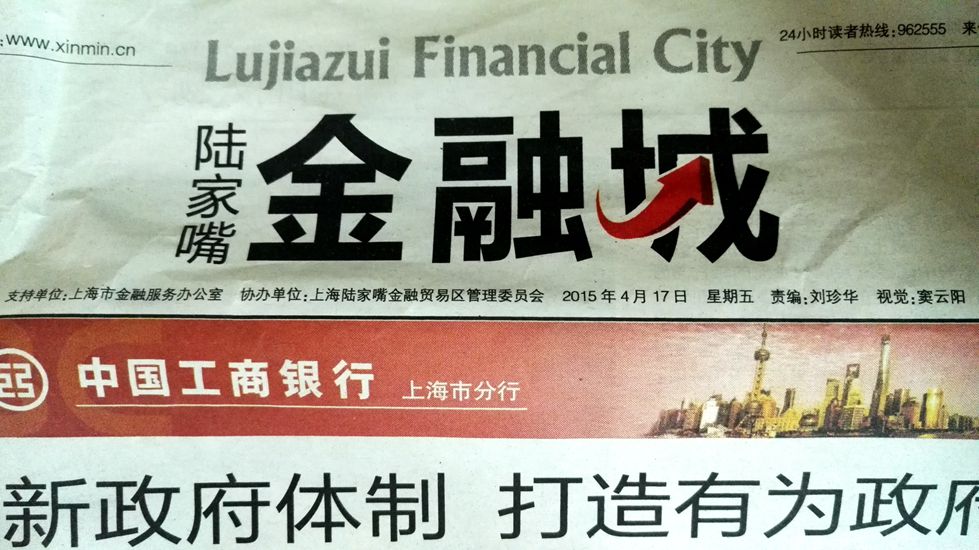 www.xinmin.cn
24小时读者热线:962555
Lujiazui Financial City
陆家嘴
金融城
支持单位:上海市金融服务办公室 协办单位:上海陆家嘴金融贸易区管理委员会 2015年4月17日 星期五 责编:刘珍华 视觉:窦云阳
中国工商银行 上海市分行
新政府体制 打造有为政府